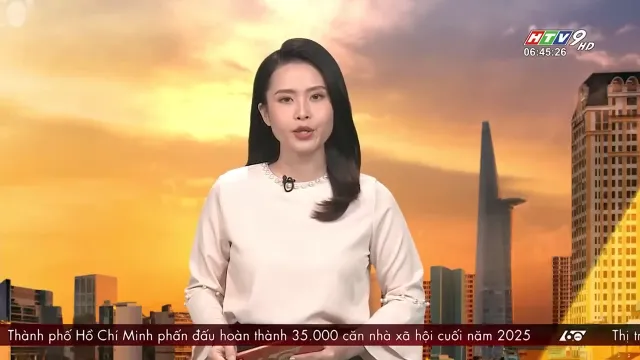 HTV9 HD
06:45:26
Thành phố Hồ Chí Minh phấn đấu hoàn thành 35.000 căn nhà xã hội cuối năm 2025 Thị t